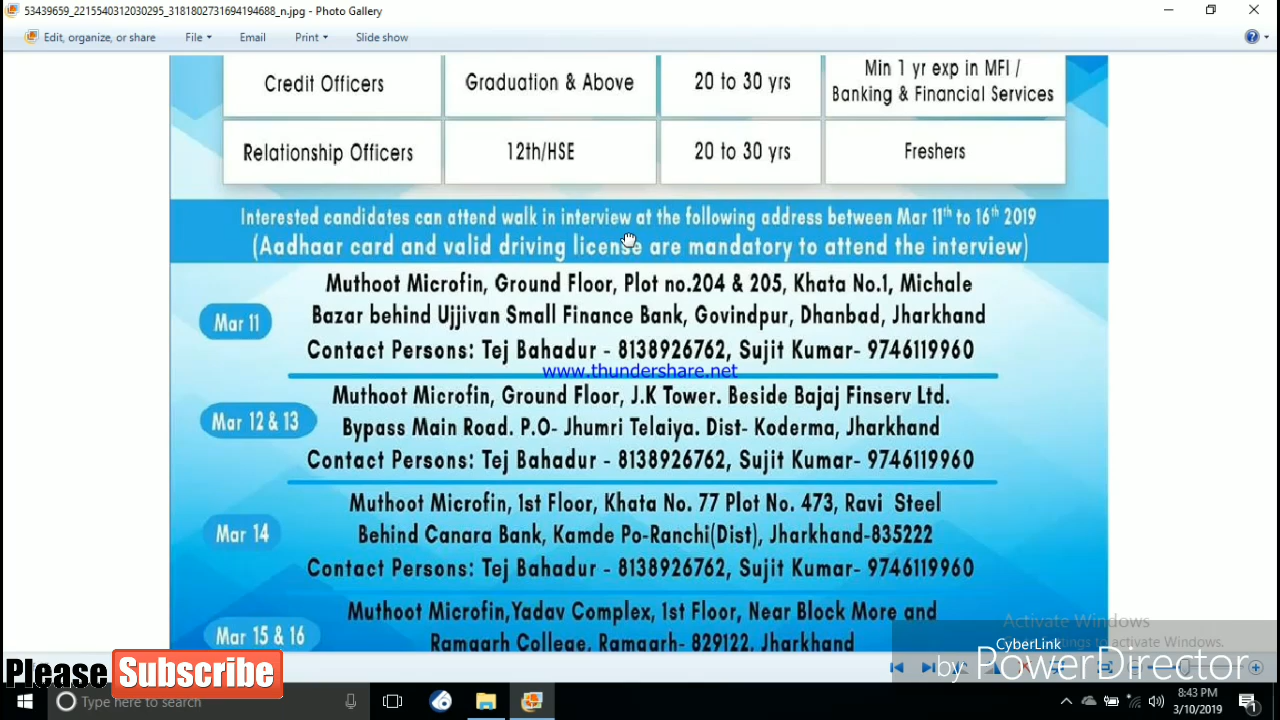 53439659_2215540312030295_3181802731694194688_n.jpg - Photo Gallery
Edit, organize, or share File Email Print Slide show
Credit Officers Graduation & Above 20 to 30 yrs Min 1 yr exp in MFI /
Banking & Financial Services
Relationship Officers 12th/HSE 20 to 30 yrs Freshers
Interested candidates can attend walk in interview at the following address between Mar 11th to 16th 2019
(Aadhaar card and valid driving license are mandatory to attend the interview)
Mar 11
Muthoot Microfin, Ground Floor, Plot no.204 & 205, Khata No.1, Michale
Bazar behind Ujjivan Small Finance Bank, Govindpur, Dhanbad, Jharkhand
Contact Persons: Tej Bahadur - 8138926762, Sujit Kumar- 9746119960
www.thundershare.net
Mar 12 & 13
Muthoot Microfin, Ground Floor, J.K Tower. Beside Bajaj Finserv Ltd.
Bypass Main Road. P.O- Jhumri Telaiya. Dist- Koderma, Jharkhand
Contact Persons: Tej Bahadur - 8138926762, Sujit Kumar- 9746119960
Mar 14
Muthoot Microfin, 1st Floor, Khata No. 77 Plot No. 473, Ravi Steel
Behind Canara Bank, Kamde Po-Ranchi(Dist), Jharkhand-835222
Contact Persons: Tej Bahadur - 8138926762, Sujit Kumar- 9746119960
Mar 15 & 16
Muthoot Microfin,Yadav Complex, 1st Floor, Near Block More and
Ramgarh College, Ramgarh- 829122, Jharkhand
Activate Windows
to activate Windows.
CyberLink
by PowerDirector
Please Subscribe
Type here to search
8:43 PM
3/10/2019
1